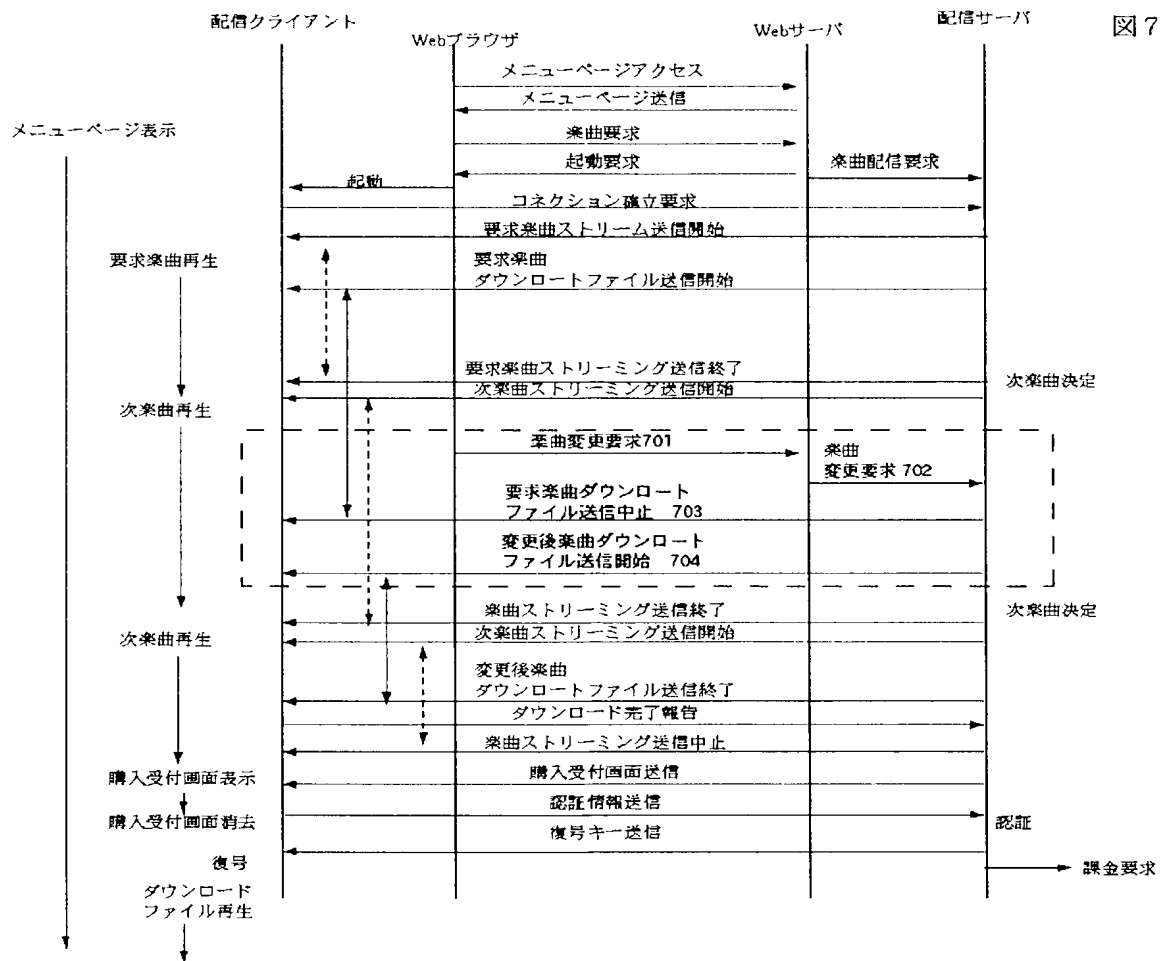 図7
配信クライアント
Webブラウザ
Webサーバ
配信サーバ
メニューページアクセス
メニューページ送信
メニューページ表示
楽曲要求
起動要求
楽曲配信要求
起動
コネクション確立要求
要求楽曲ストリーム送信開始
要求楽曲再生
要求楽曲
ダウンロートファイル送信開始
要求楽曲ストリーミング送信終了
次楽曲決定
次楽曲ストリーミング送信開始
次楽曲再生
楽曲変更要求701
楽曲
変更要求 702
要求楽曲ダウンロート
ファイル送信中止 703
変更後楽曲ダウンロート
ファイル送信開始 704
楽曲ストリーミング送信終了
次楽曲決定
次楽曲ストリーミング送信開始
次楽曲再生
変更後楽曲
ダウンロートファイル送信終了
ダウンロード完了報告
楽曲ストリーミング送信中止
購入受付画面送信
購入受付画面表示
認証情報送信
購入受付画面消去
認証
復号キー送信
復号
課金要求
ダウンロード
ファイル再生